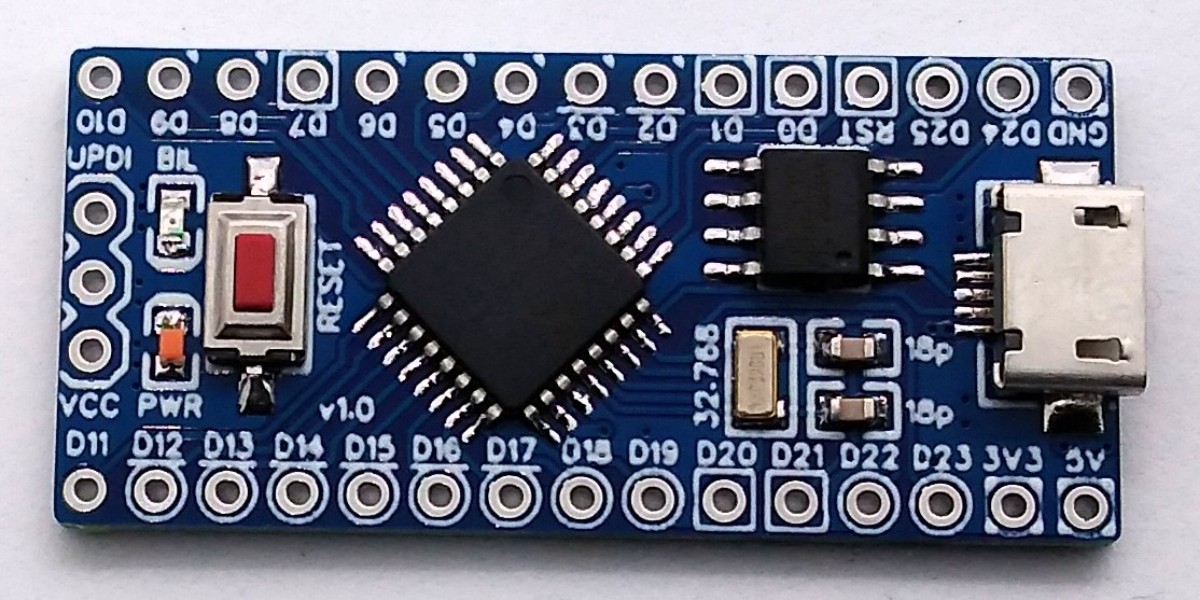 D10 D9 D8 D7 D6 D5 D4 D3 D2 D1 D0 RST D25 D24 GND
UPDI BIL
RESET
32.768
18p
18p
VCC PWR v1.0
D11 D12 D13 D14 D15 D16 D17 D18 D19 D20 D21 D22 D23 3V3 5V